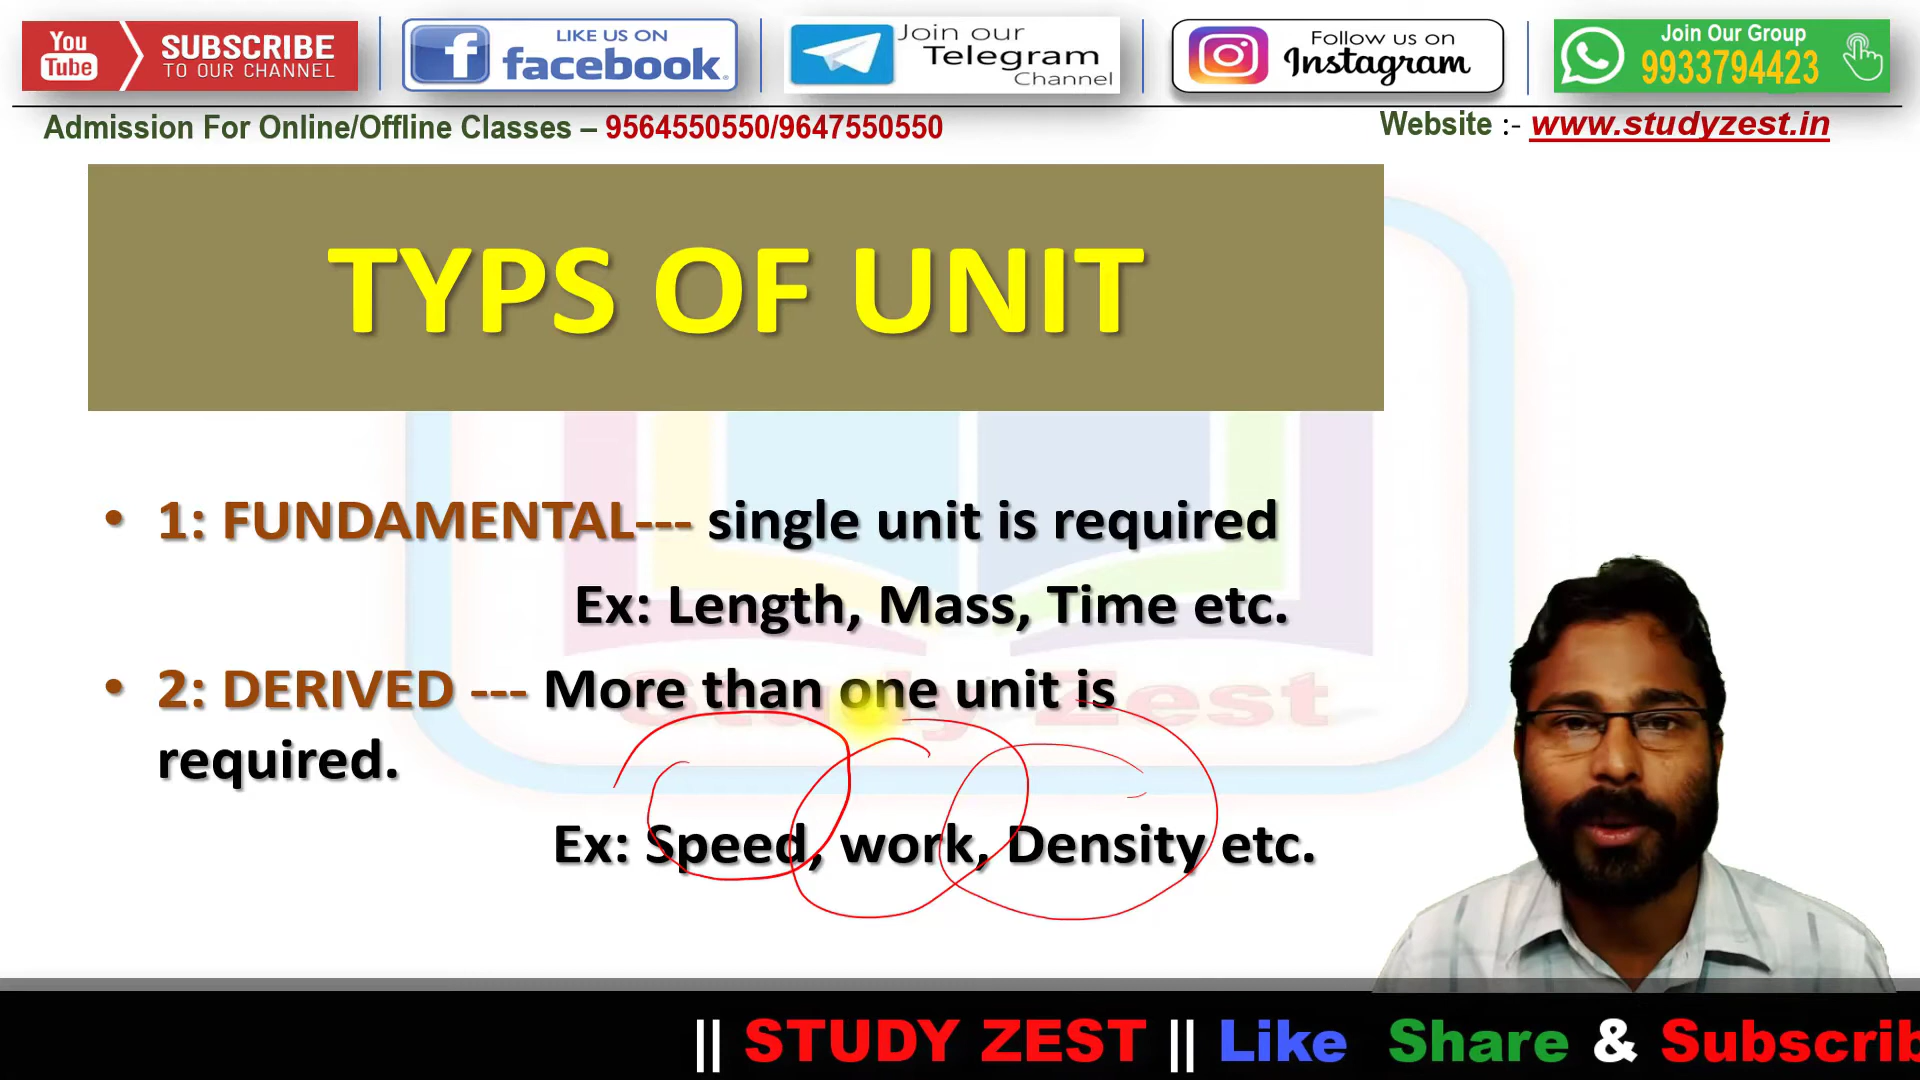 You Tube SUBSCRIBE TO OUR CHANNEL
LIKE US ON facebook.
Join our Telegram Channel
Follow us on Instagram
Join Our Group 9933794423
Admission For Online/Offline Classes – 9564550550/9647550550
Website :- www.studyzest.in
TYPS OF UNIT
• 1: FUNDAMENTAL--- single unit is required
Ex: Length, Mass, Time etc.
• 2: DERIVED --- More than one unit is
required.
Study Zest
Ex: Speed, work, Density etc.
|| STUDY ZEST || Like Share & Subscrib